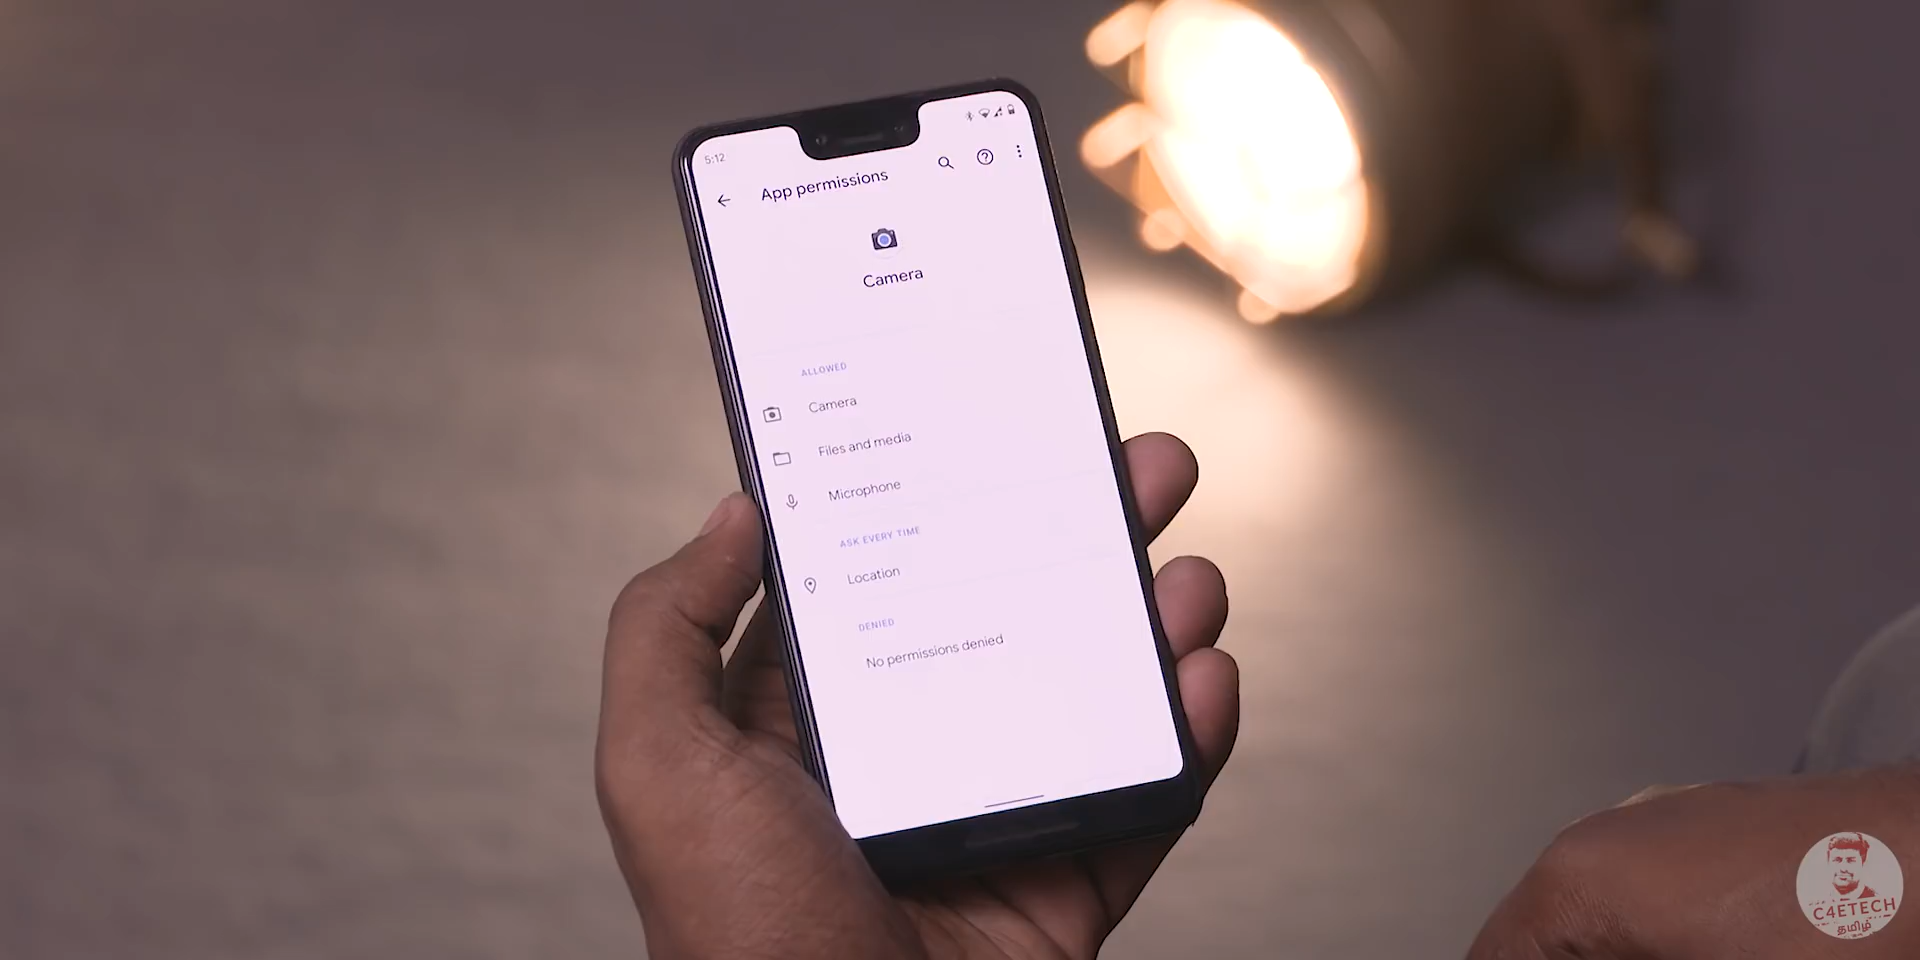 5:12
App permissions
Camera
ALLOWED
Camera
Files and media
Microphone
ASK EVERY TIME
Location
DENIED
No permissions denied
C4ETECH
தமிழ்